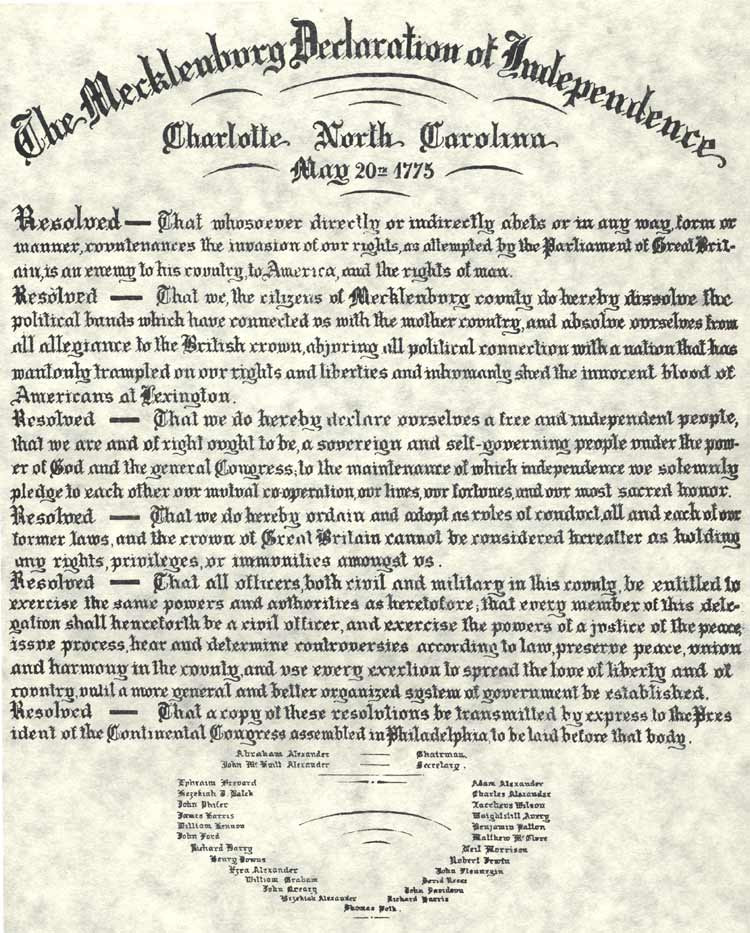 The Mecklenburg Declaration of Independence
Charlotte North Carolina
May 20TH 1775
Resolved — That whosoever directly or indirectly abets or in any way, form or
manner, countenances the invasion of our rights, as attempted by the Parliament of Great Brit-
ain, is an enemy to his country, to America, and the rights of man.
Resolved — That we, the citizens of Mecklenburg county do hereby dissolve the
political bands which have connected us with the mother country, and absolve ourselves from
all allegiance to the British crown, abjuring all political connection with a nation that has
wantonly trampled on our rights and liberties and inhumanly shed the innocent blood of
Americans at Lexington.
Resolved — That we do hereby declare ourselves a free and independent people,
that we are and of right ought to be, a sovereign and self-governing people under the pow-
er of God and the general Congress; to the maintenance of which independence we solemnly
pledge to each other our mutual co-operation, our lives, our fortunes, and our most sacred honor.
Resolved — That we do hereby ordain and adopt as rules of conduct, all and each of our
former laws, and the crown of Great Britain cannot be considered hereafter as holding
any rights, privileges, or immunities amongst us.
Resolved — That all officers, both civil and military in this county, be entitled to
exercise the same powers and authorities as heretofore; that every member of this dele-
gation shall henceforth be a civil officer, and exercise the powers of a justice of the peace,
issue process, hear and determine controversies according to law, preserve peace, union
and harmony in the county, and use every exertion to spread the love of liberty and of
country, until a more general and better organized system of government be established.
Resolved — That a copy of these resolutions be transmitted by express to the Pres
ident of the Continental Congress assembled in Philadelphia, to be laid before that body.
Abraham Alexander — Chairman.
John McKnitt Alexander — Secretary.
Ephraim Brevard
Hezekiah J. Balch
John Phifer
James Harris
William Kennon
John Ford
Richard Barry
Henry Downs
Ezra Alexander
William Graham
John Queary
Hezekiah Alexander
Adam Alexander
Charles Alexander
Zaccheus Wilson
Waightstill Avery
Benjamin Patton
Matthew McClure
Neil Morrison
Robert Irwin
John Flennegin
David Reese
John Davidson
Richard Harris
Thomas Polk.